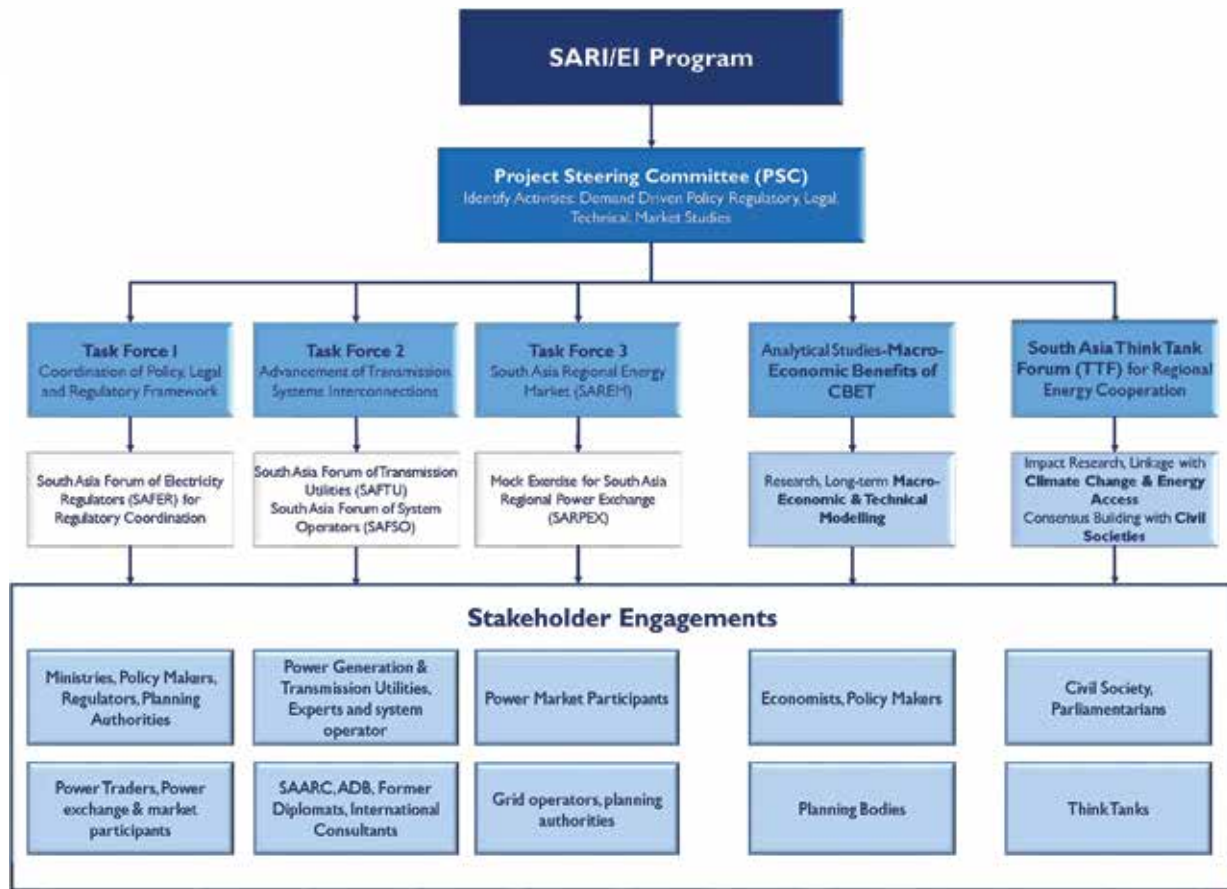 SARI/EI Program
Project Steering Committee (PSC)
Identify Activities: Demand Driven Policy Regulatory, Legal,
Technical, Market Studies
Task Force 1
Coordination of Policy, Legal
and Regulatory Framework
Task Force 2
Advancement of Transmission
Systems Interconnections
Task Force 3
South Asia Regional Energy
Market (SAREM)
Analytical Studies-Macro-
Economic Benefits of
CBET
South Asia Think Tank
Forum (TTF) for Regional
Energy Cooperation
South Asia Forum of Electricity
Regulators (SAFER) for
Regulatory Coordination
South Asia Forum of Transmission
Utilities (SAFTU)
South Asia Forum of System
Operators (SAFSO)
Mock Exercise for South Asia
Regional Power Exchange
(SARPEX)
Research, Long-term Macro-
Economic & Technical
Modelling
Impact Research, Linkage with
Climate Change & Energy
Access
Consensus Building with Civil
Societies
Stakeholder Engagements
Ministries, Policy Makers,
Regulators, Planning
Authorities
Power Generation &
Transmission Utilities,
Experts and system
operator
Power Market Participants
Economists, Policy Makers
Civil Society,
Parliamentarians
Power Traders, Power
exchange & market
participants
SAARC, ADB, Former
Diplomats, International
Consultants
Grid operators, planning
authorities
Planning Bodies
Think Tanks